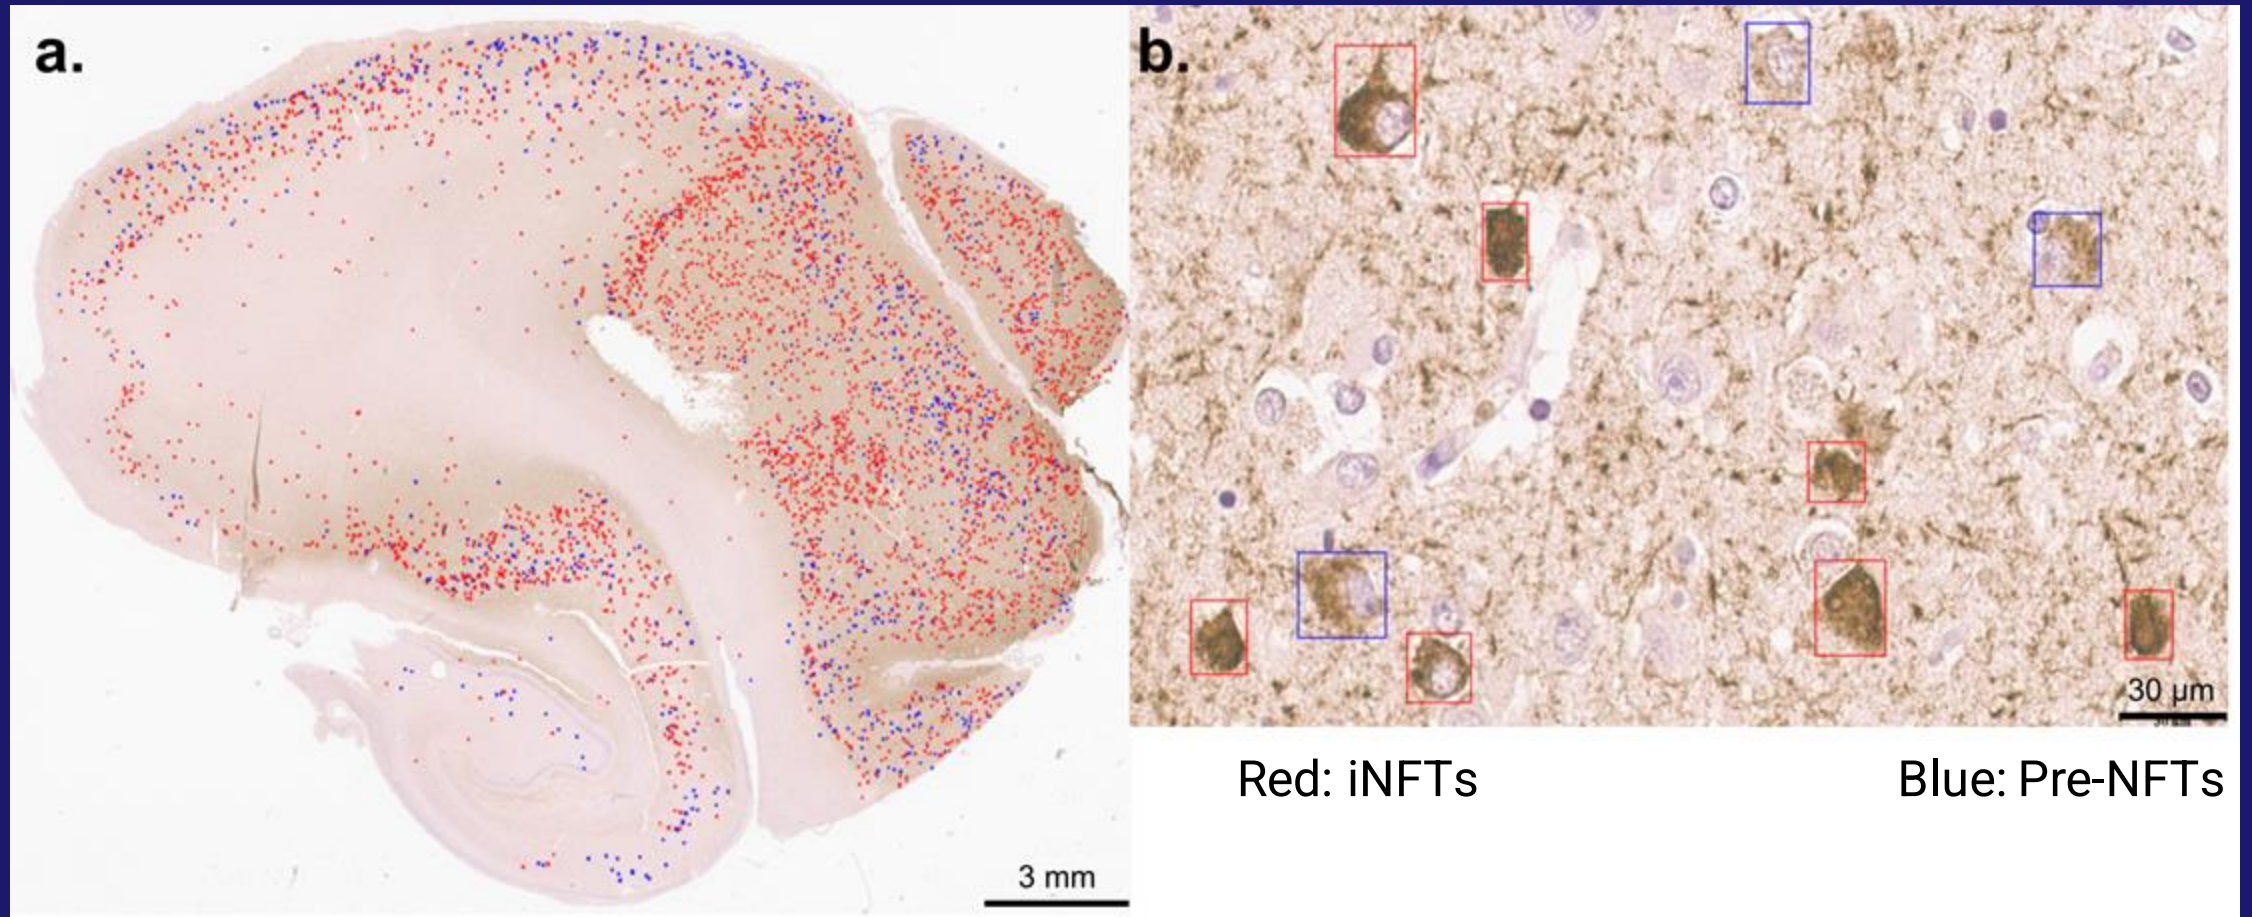 a.
b.
30 µm
Red: iNFTs
Blue: Pre-NFTs
3 mm